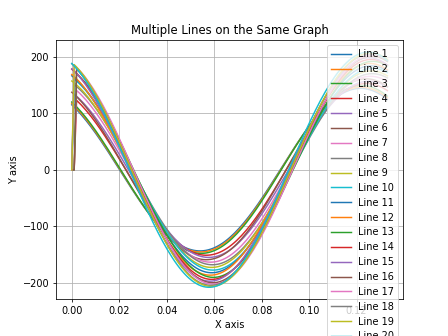 Multiple Lines on the Same Graph
Y axis
200
100
0
−100
−200
0.00
0.02
0.04
0.06
0.08
0.10
X axis
Line 1
Line 2
Line 3
Line 4
Line 5
Line 6
Line 7
Line 8
Line 9
Line 10
Line 11
Line 12
Line 13
Line 14
Line 15
Line 16
Line 17
Line 18
Line 19
Line 20